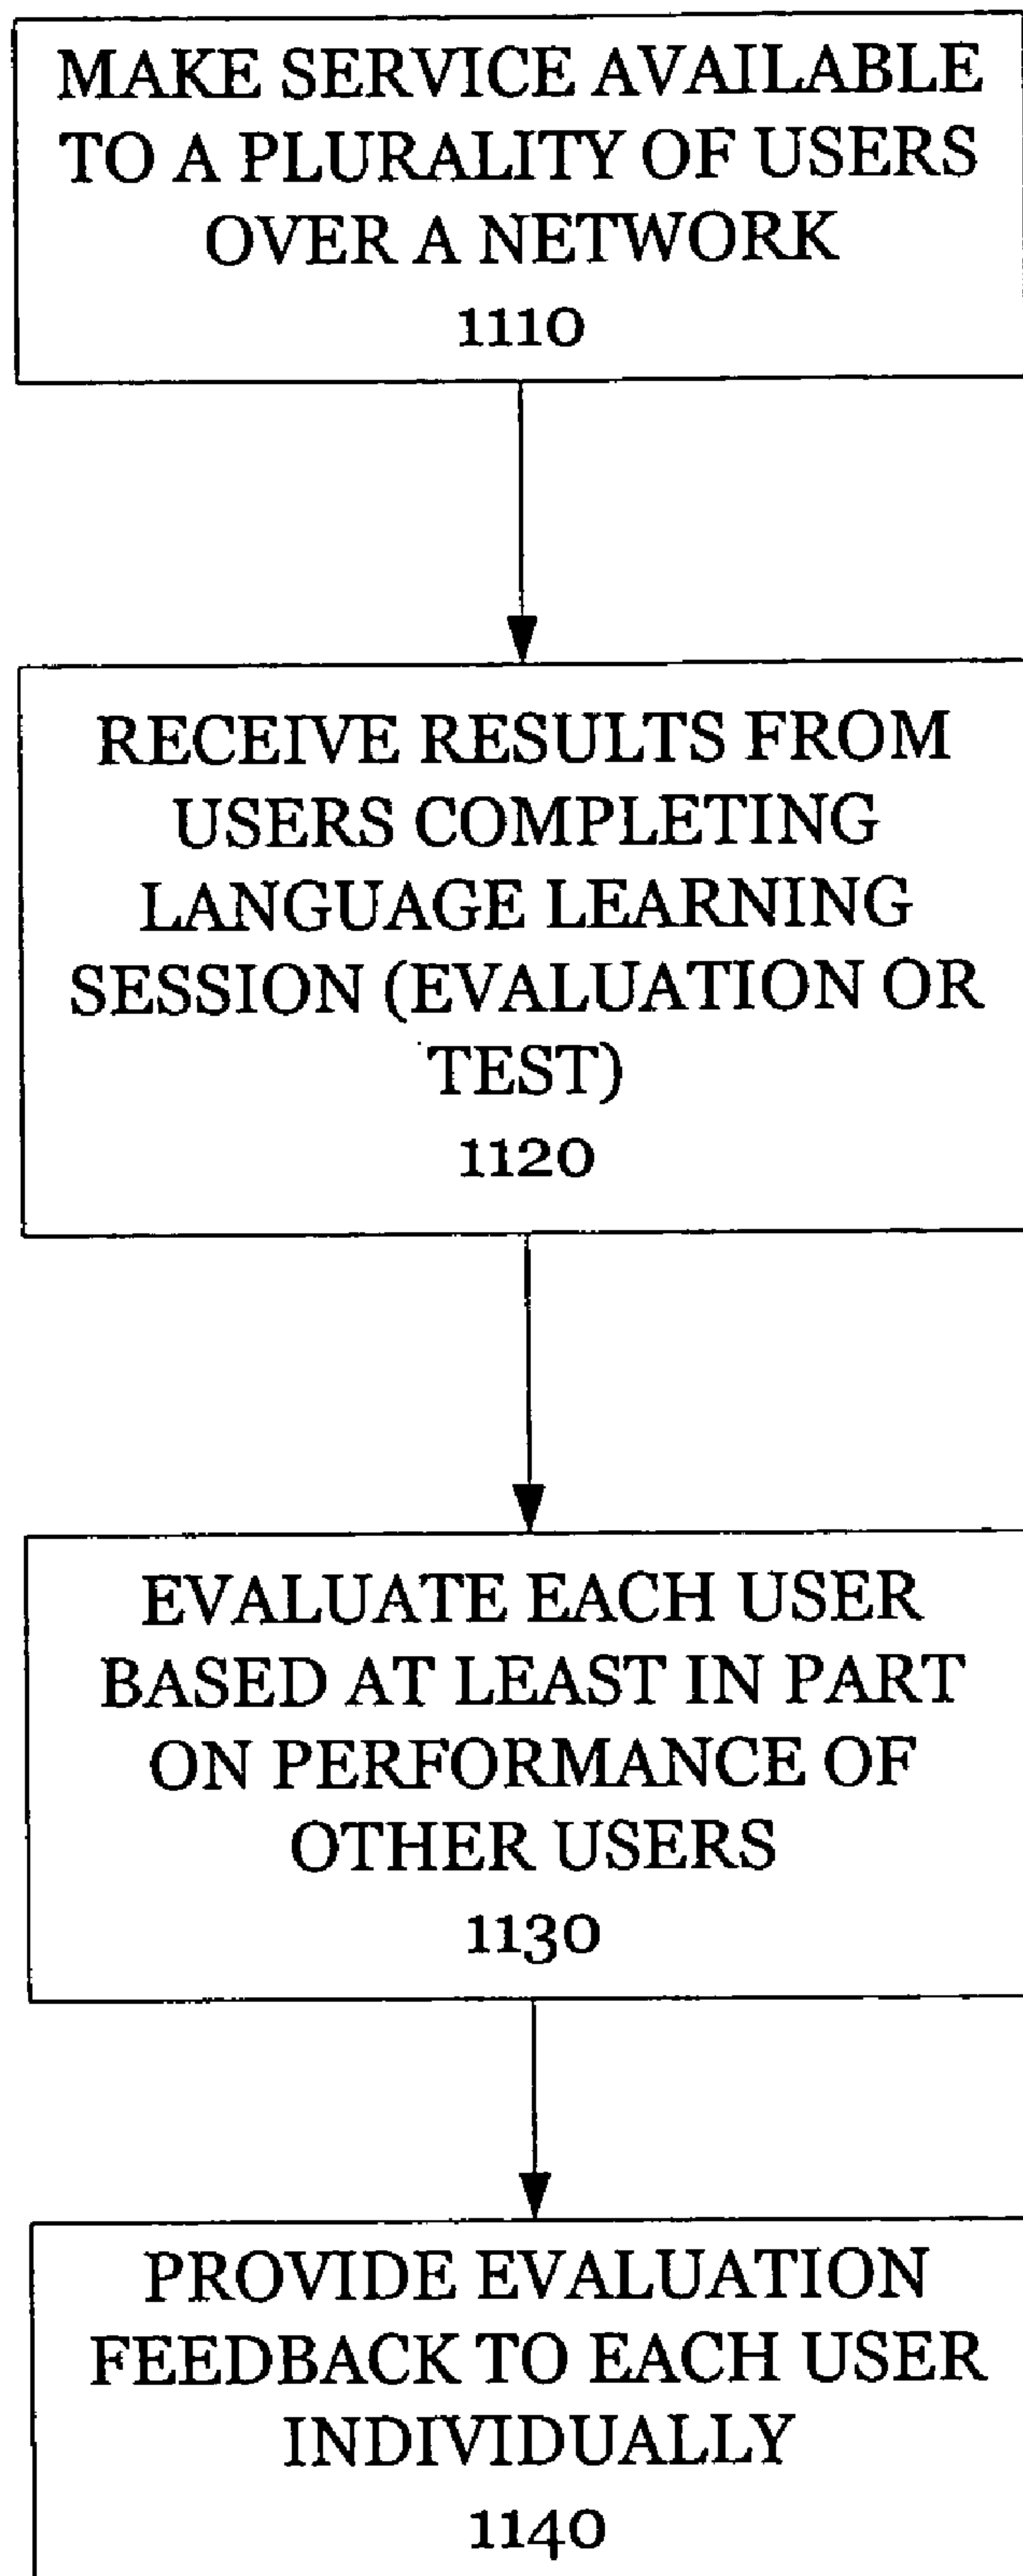 MAKE SERVICE AVAILABLE
TO A PLURALITY OF USERS
OVER A NETWORK
1110
RECEIVE RESULTS FROM
USERS COMPLETING
LANGUAGE LEARNING
SESSION (EVALUATION OR
TEST)
1120
EVALUATE EACH USER
BASED AT LEAST IN PART
ON PERFORMANCE OF
OTHER USERS
1130
PROVIDE EVALUATION
FEEDBACK TO EACH USER
INDIVIDUALLY
1140